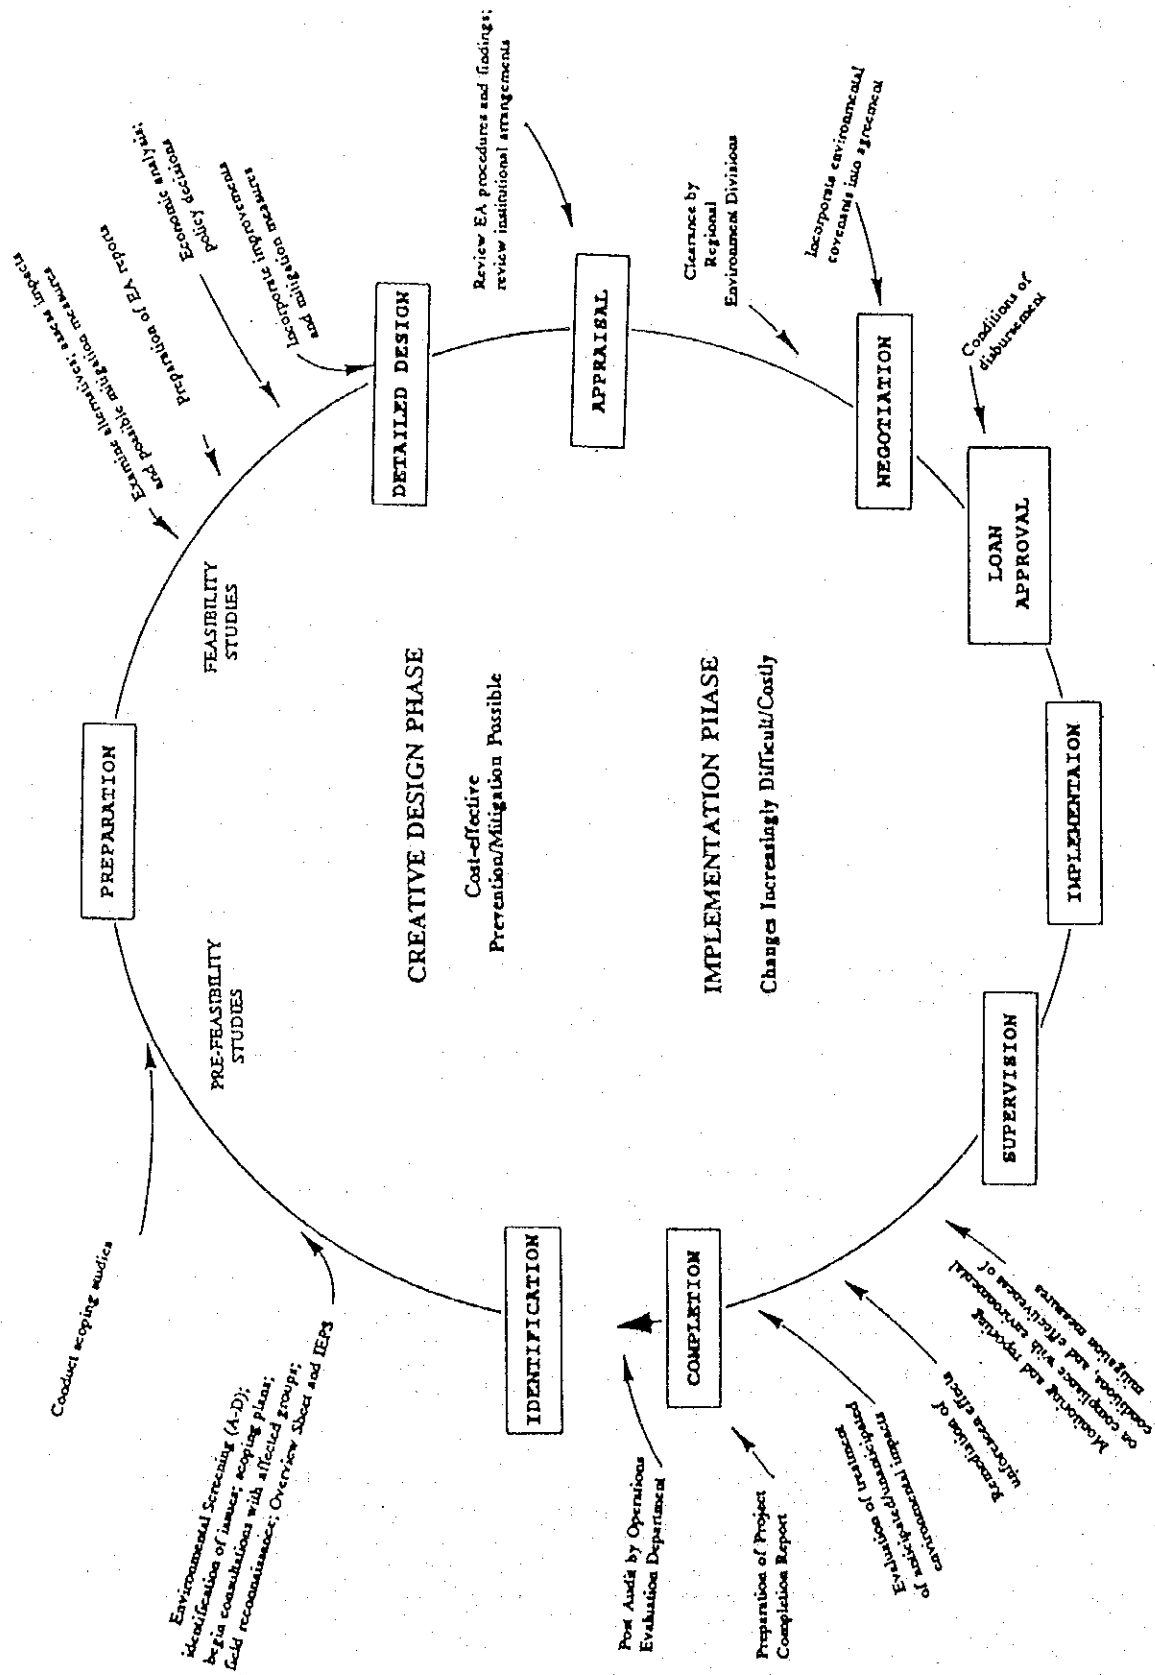 PREPARATION
Conduct scoping studies
PRE-FEASIBILITY
STUDIES
FEASIBILITY
STUDIES
Examine alternatives; assess impacts
and possible mitigation measures
Preparation of EA reports
Economic analysis;
policy decisions
Incorporate improvements
and mitigation measures
Environmental Screening (A-D);
identification of issues; scoping plans;
begin consultations with affected groups;
field reconnaissance; Overview Sheet and IEPS
CREATIVE DESIGN PHASE
Cost-effective
Prevention/Mitigation Possible
DETAILED DESIGN
IDENTIFICATION
Review EA procedures and findings;
review institutional arrangements
APPRAISAL
Post Audit by Operations
Evaluation Department
COMPLETION
IMPLEMENTATION PHASE
Changes Increasingly Difficult/Costly
Clearance by
Regional
Environment Divisions
Preparation of Project
Completion Report
Incorporate environmental
covenants into agreement
NEGOTIATION
Evaluation of treatment
of anticipated/unanticipated
environmental impacts
Remediation of
unforeseen effects
Conditions of
disbursement
LOAN
APPROVAL
SUPERVISION
Monitoring and reporting
on compliance with environmental
conditions, and effectiveness of
mitigation measures
IMPLEMENTAION